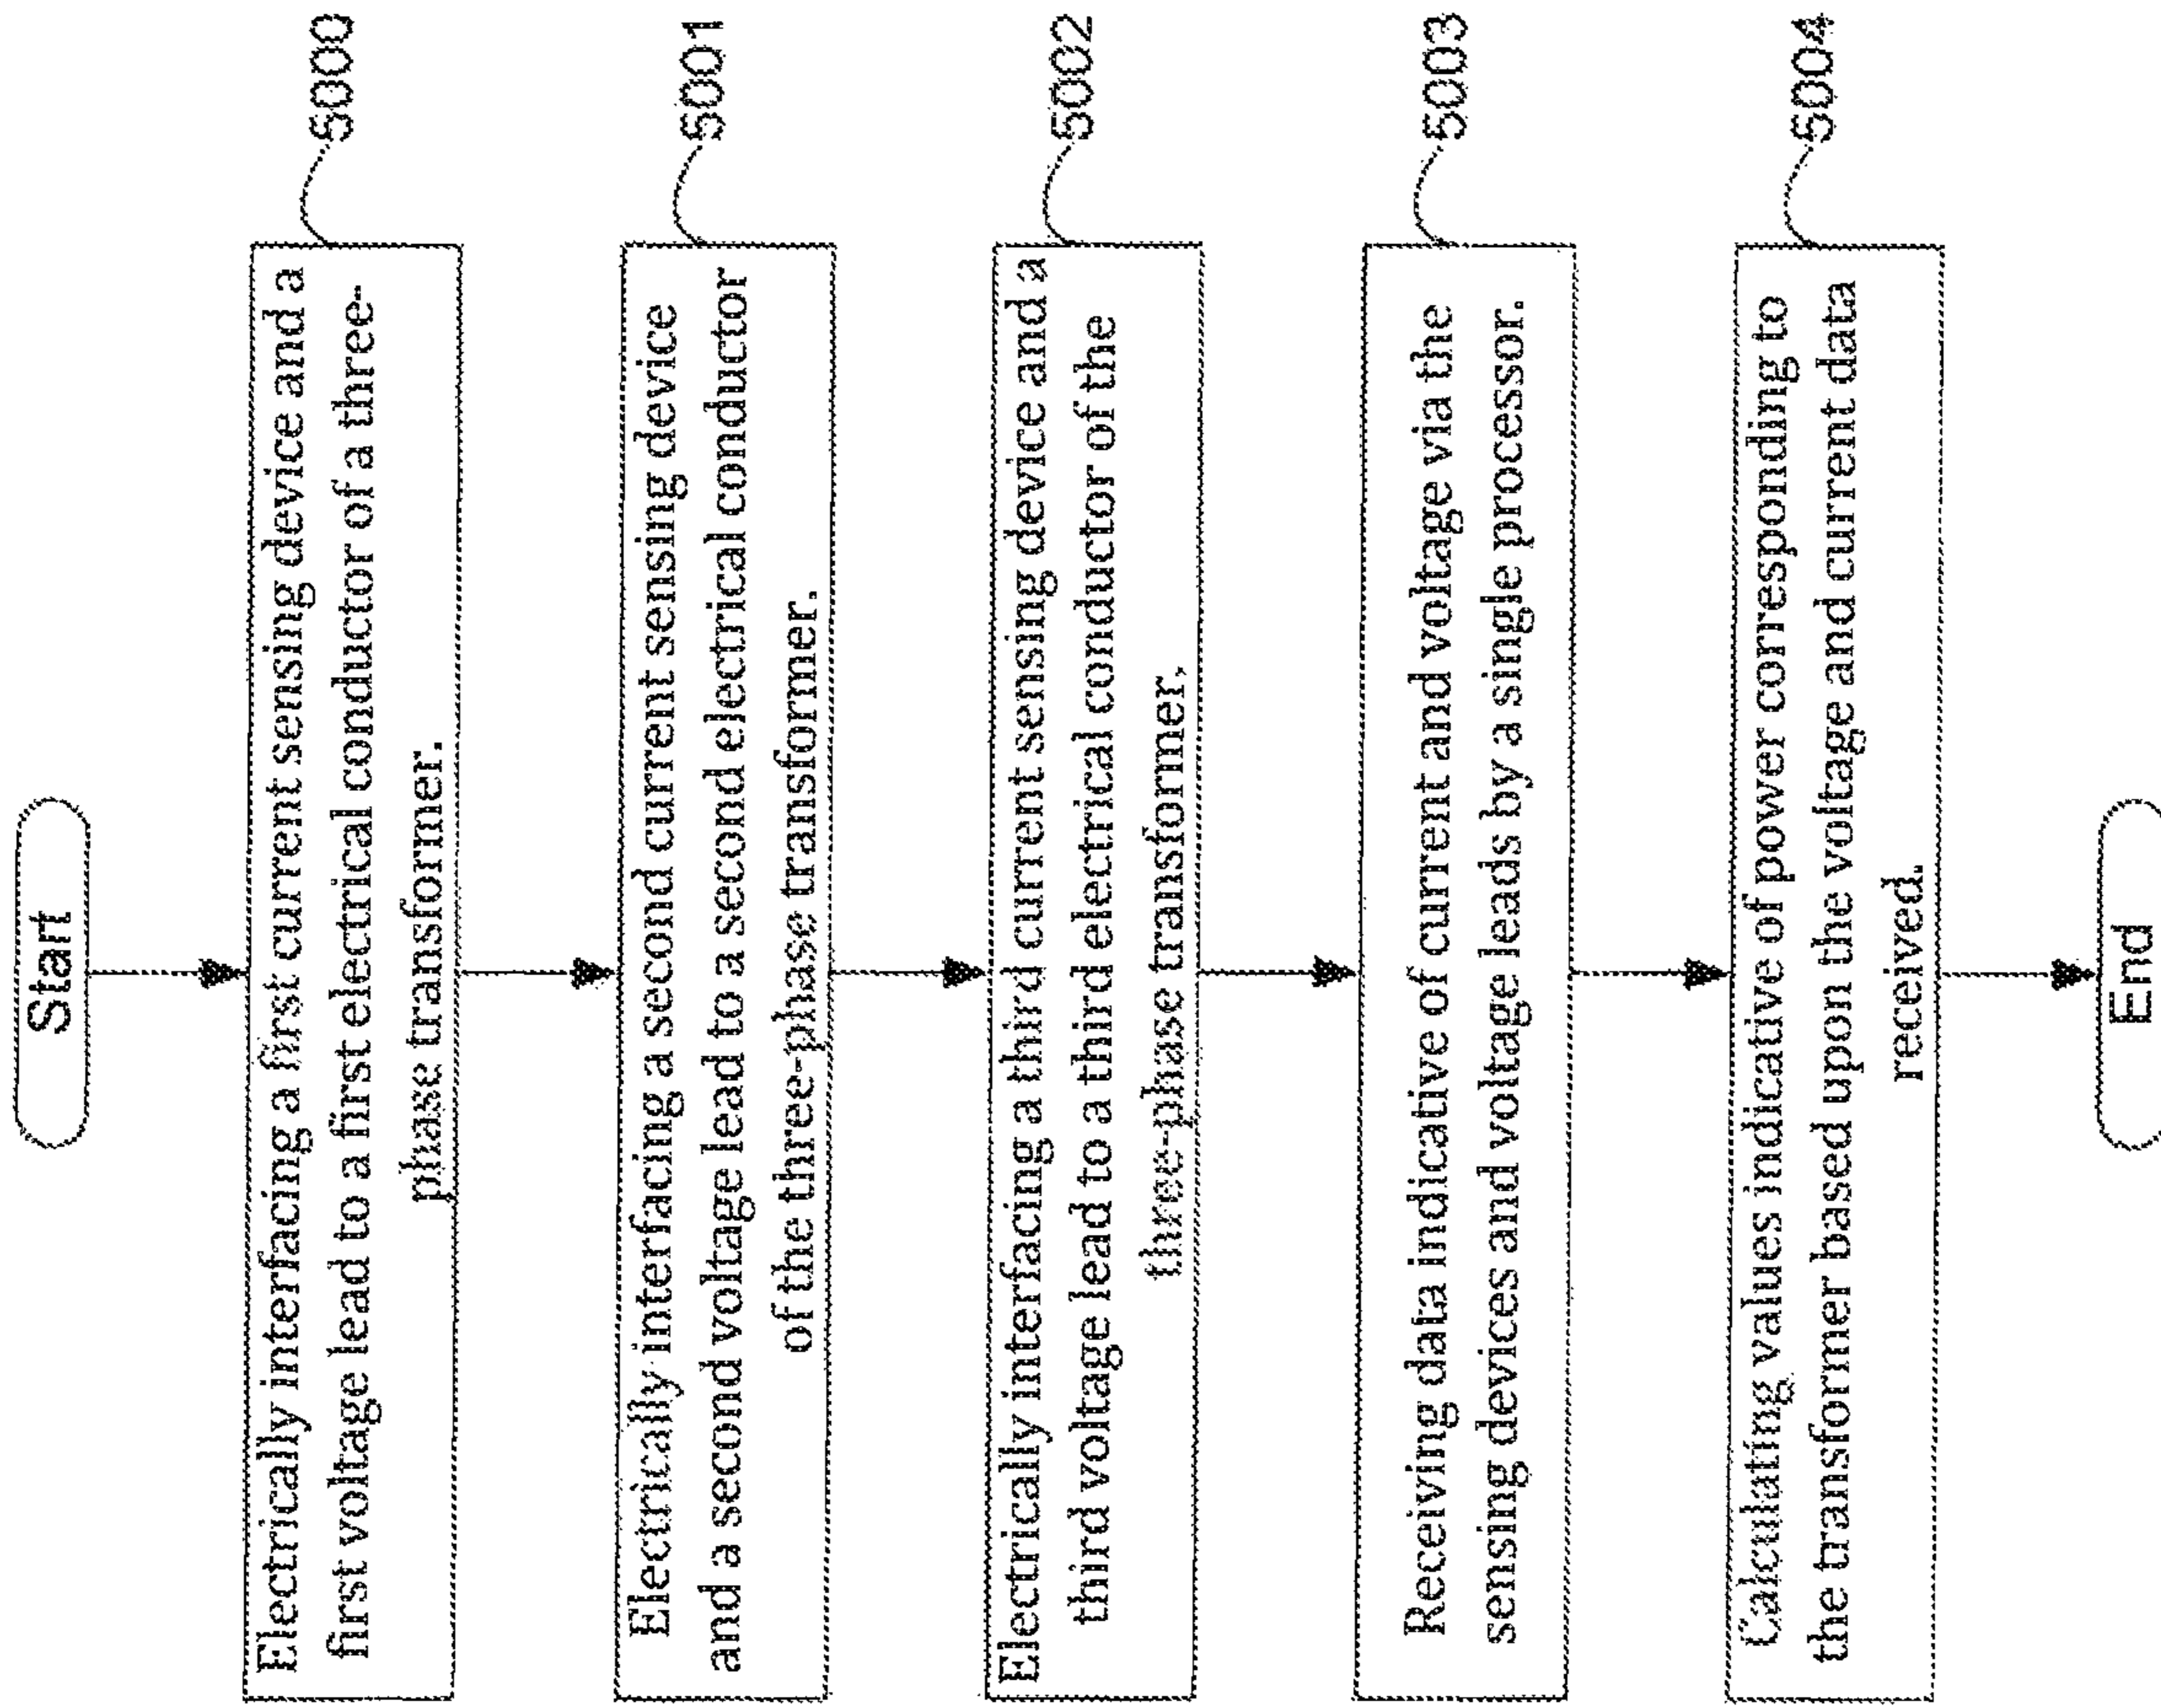 Start
Electrically interfacing a first current sensing device and a
first voltage lead to a first electrical conductor of a three-
phase transformer.
5000
Electrically interfacing a second current sensing device
and a second voltage lead to a second electrical conductor
of the three-phase transformer.
5001
Electrically interfacing a third current sensing device and a
third voltage lead to a third electrical conductor of the
three-phase transformer.
5002
Receiving data indicative of current and voltage via the
sensing devices and voltage leads by a single processor.
5003
Calculating values indicative of power corresponding to
the transformer based upon the voltage and current data
received.
5004
End